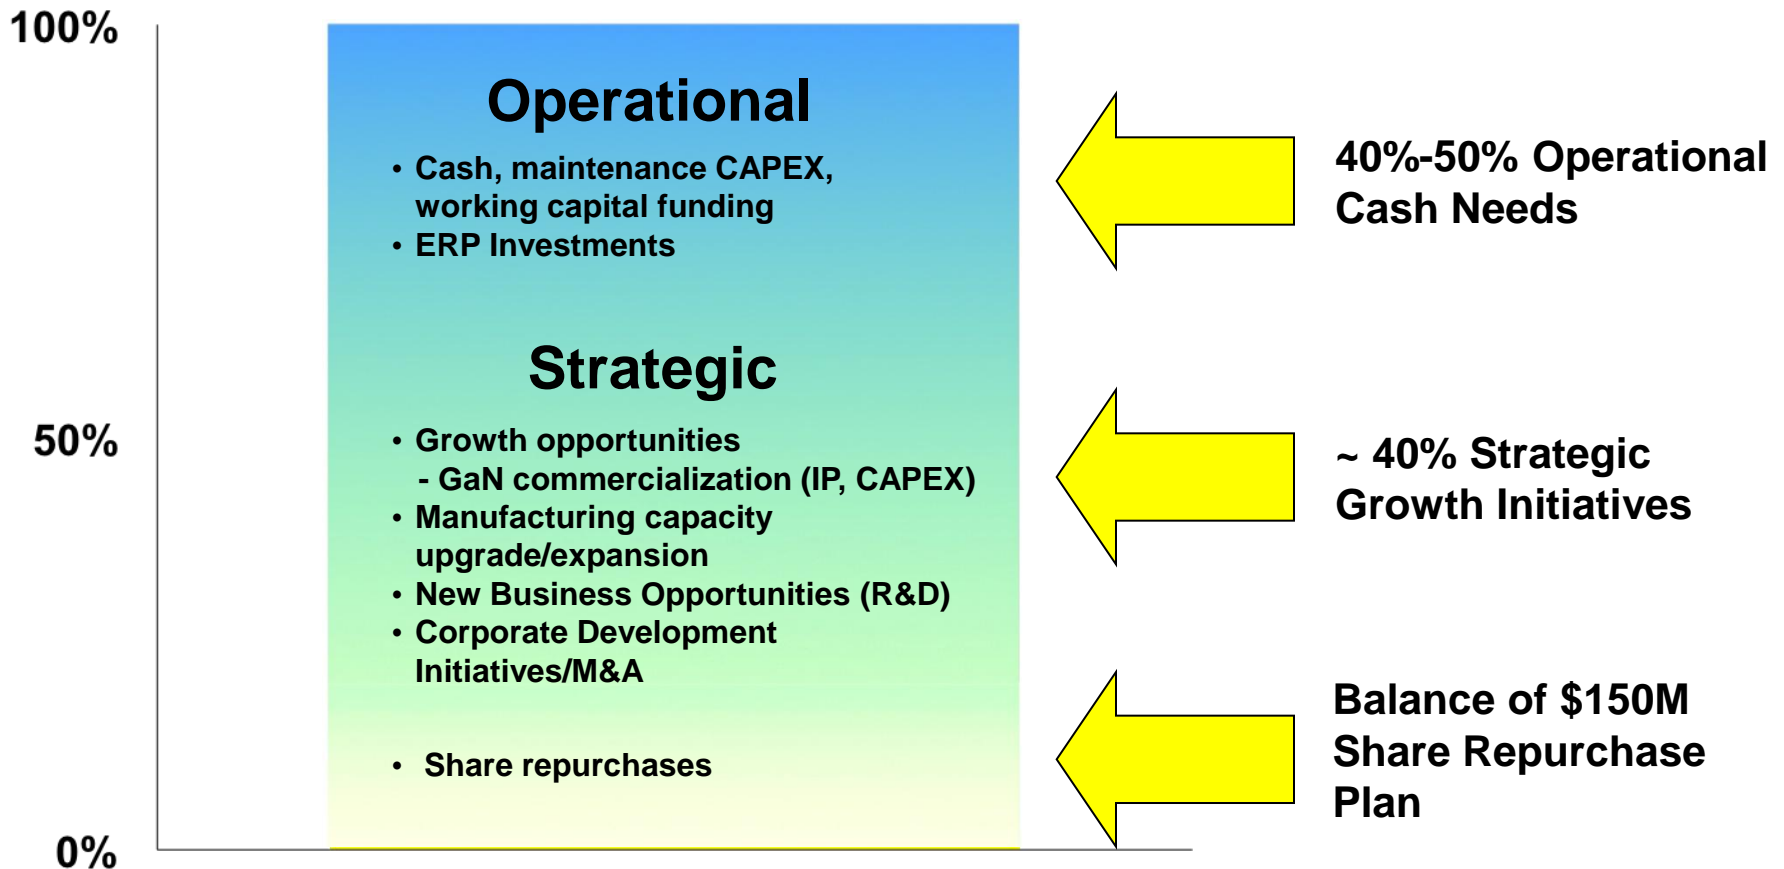 100%
Operational
• Cash, maintenance CAPEX,
working capital funding
• ERP Investments
40%-50% Operational
Cash Needs
Strategic
50%
• Growth opportunities
- GaN commercialization (IP, CAPEX)
• Manufacturing capacity
upgrade/expansion
• New Business Opportunities (R&D)
• Corporate Development
Initiatives/M&A
~ 40% Strategic
Growth Initiatives
• Share repurchases
Balance of $150M
Share Repurchase
Plan
0%